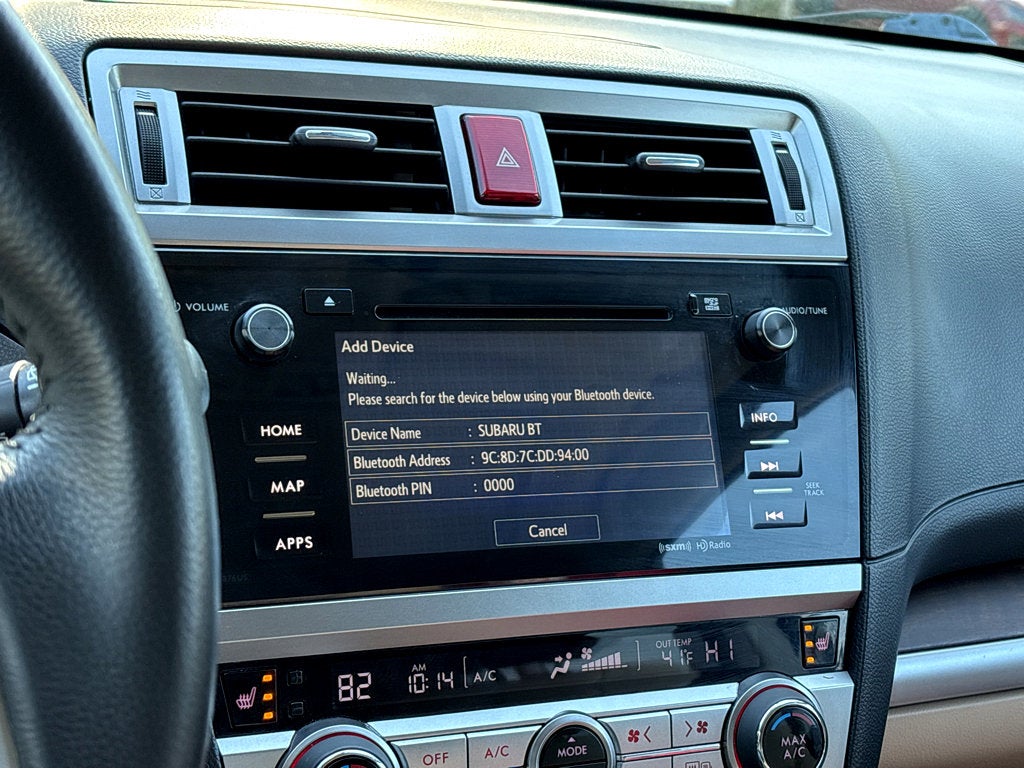 VOLUME
AUDIO/TUNE
Add Device
Waiting...
Please search for the device below using your Bluetooth device.
Device Name : SUBARU BT
Bluetooth Address : 9C:8D:7C:DD:94:00
Bluetooth PIN : 0000
Cancel
HOME
MAP
APPS
INFO
SEEK
TRACK
((sxm)) HD Radio
82
AM
10:14
A/C
OUT TEMP
41°F
HI
OFF
A/C
MODE
MAX
A/C